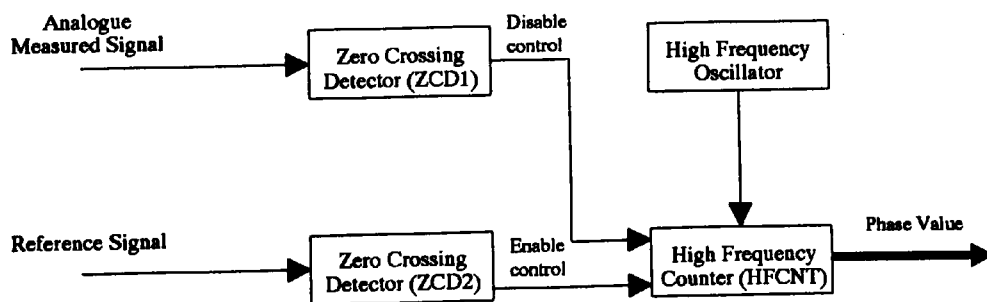 Analogue
Measured Signal
Zero Crossing
Detector (ZCD1)
Disable
control
High Frequency
Oscillator
Reference Signal
Zero Crossing
Detector (ZCD2)
Enable
control
High Frequency
Counter (HFCNT)
Phase Value